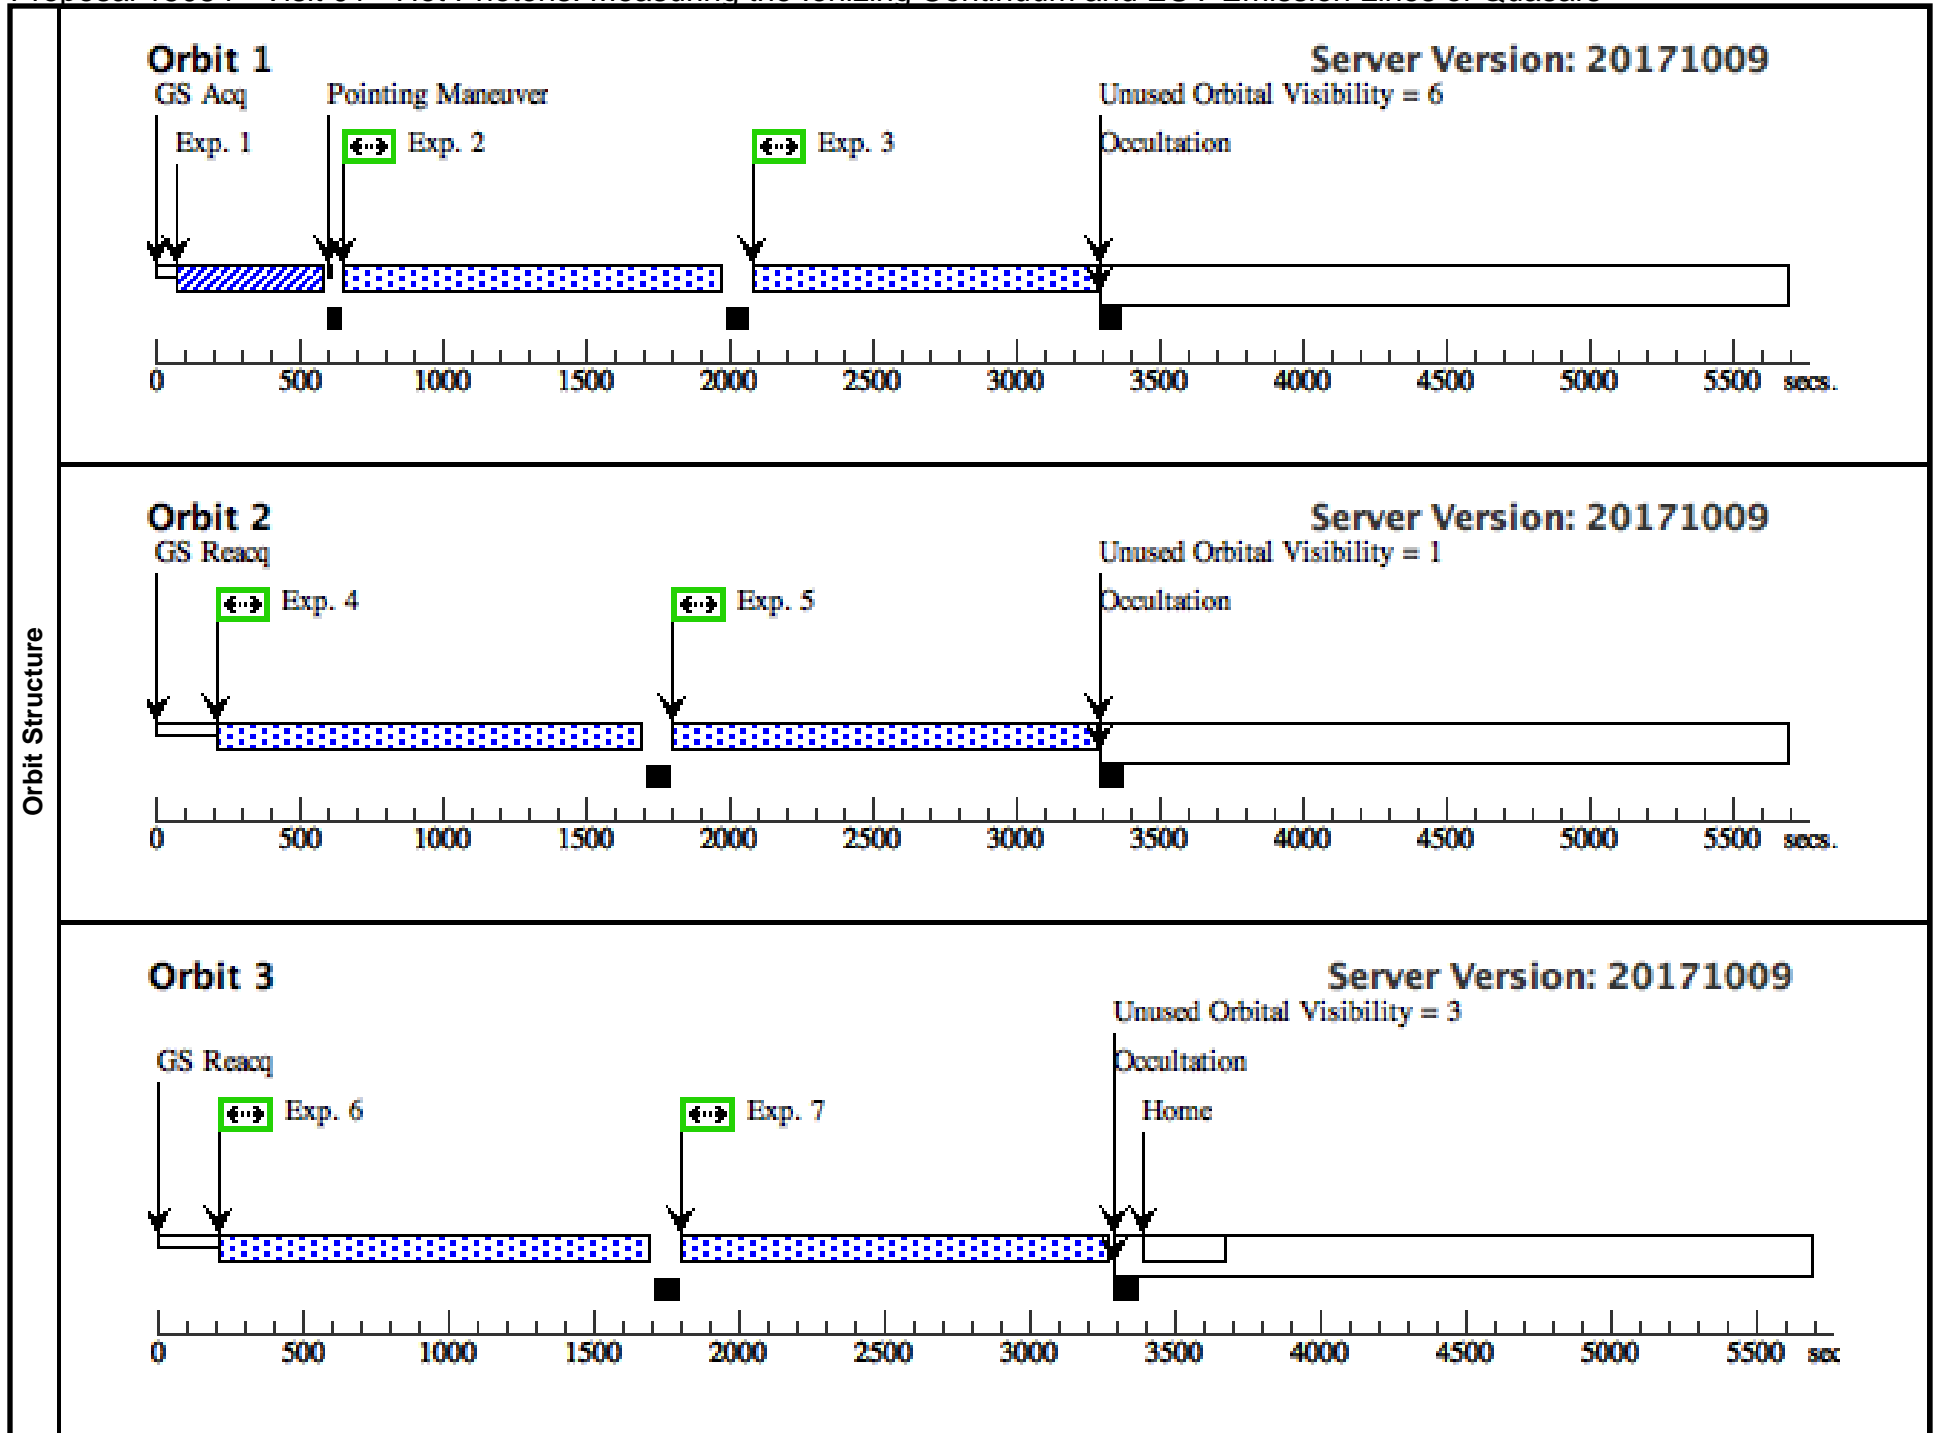 Orbit Structure
Orbit 1
Server Version: 20171009
GS Acq
Pointing Maneuver
Unused Orbital Visibility = 6
Exp. 1
Exp. 2
Exp. 3
Occultation
0 500 1000 1500 2000 2500 3000 3500 4000 4500 5000 5500 secs.
Orbit 2
Server Version: 20171009
GS Reacq
Unused Orbital Visibility = 1
Exp. 4
Exp. 5
Occultation
0 500 1000 1500 2000 2500 3000 3500 4000 4500 5000 5500 secs.
Orbit 3
Server Version: 20171009
Unused Orbital Visibility = 3
GS Reacq
Occultation
Exp. 6
Exp. 7
Home
0 500 1000 1500 2000 2500 3000 3500 4000 4500 5000 5500 sec